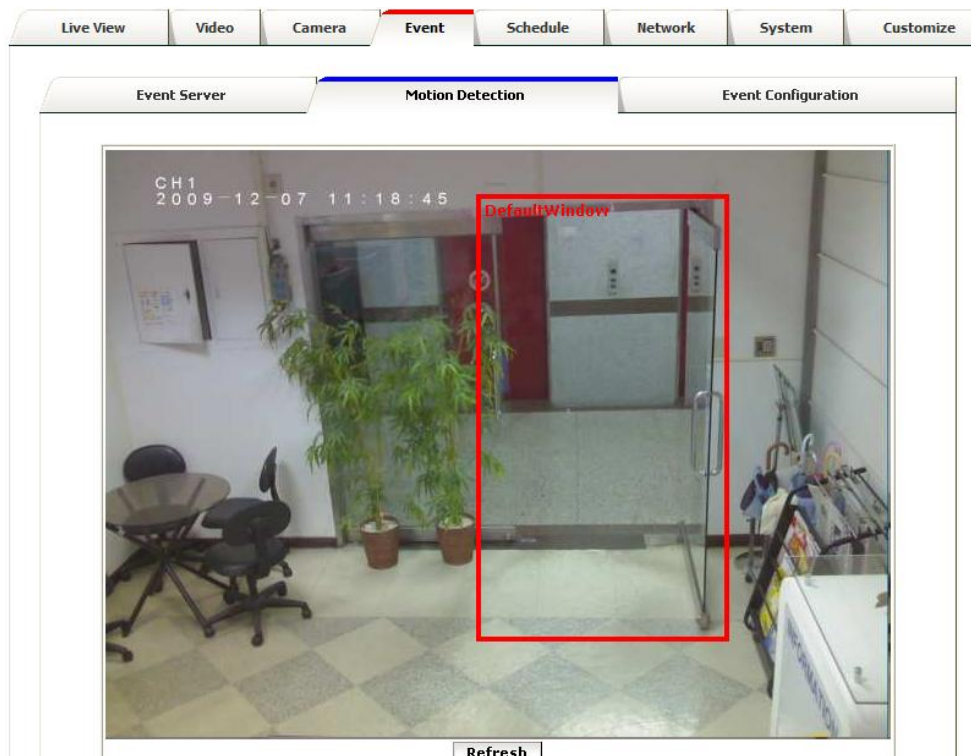 Live View Video Camera Event Schedule Network System Customize
Event Server Motion Detection Event Configuration
CH1
2009-12-07 11:18:45
DefaultWindow
INFORMATION
Refresh